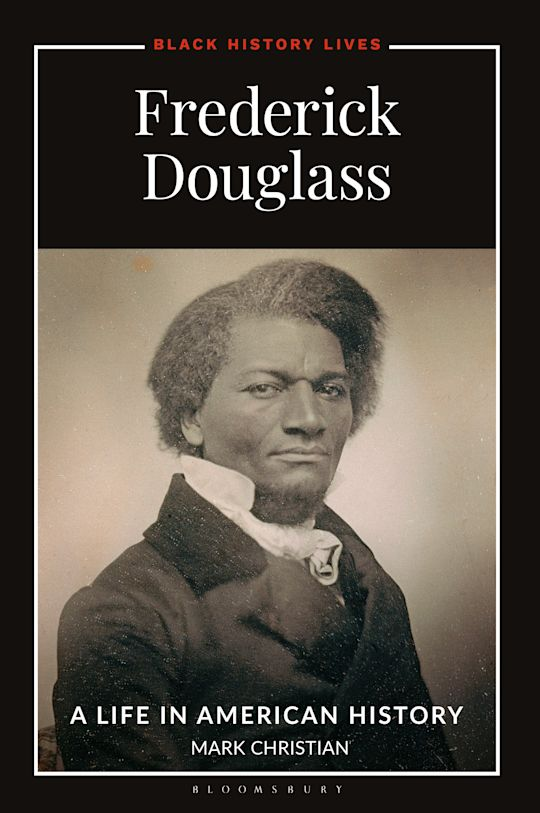 BLACK HISTORY LIVES
Frederick
Douglass
A LIFE IN AMERICAN HISTORY
MARK CHRISTIAN
BLOOMSBURY